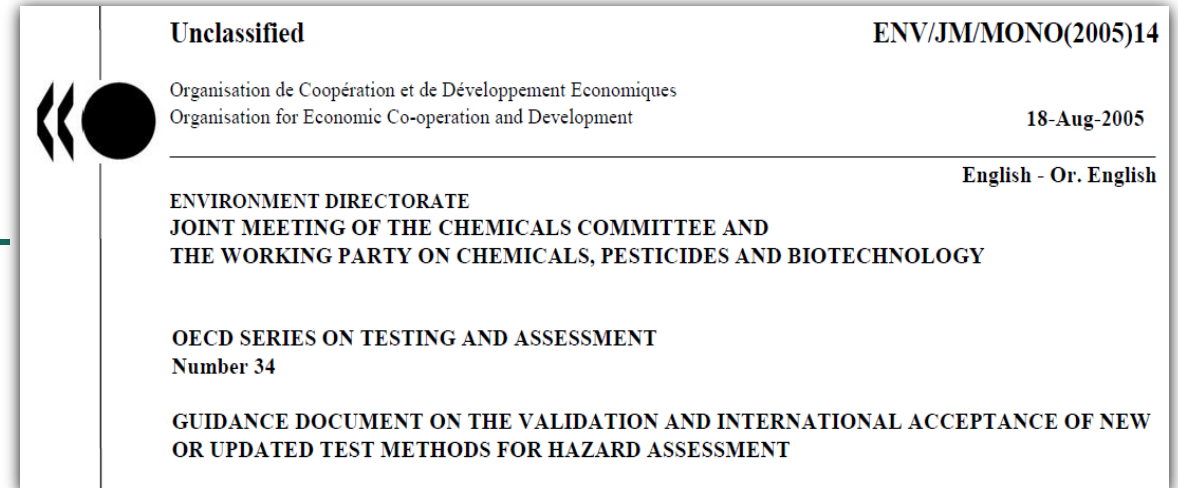 Unclassified ENV/JM/MONO(2005)14
Organisation de Coopération et de Développement Economiques
Organisation for Economic Co-operation and Development 18-Aug-2005
English - Or. English
ENVIRONMENT DIRECTORATE
JOINT MEETING OF THE CHEMICALS COMMITTEE AND
THE WORKING PARTY ON CHEMICALS, PESTICIDES AND BIOTECHNOLOGY
OECD SERIES ON TESTING AND ASSESSMENT
Number 34
GUIDANCE DOCUMENT ON THE VALIDATION AND INTERNATIONAL ACCEPTANCE OF NEW
OR UPDATED TEST METHODS FOR HAZARD ASSESSMENT